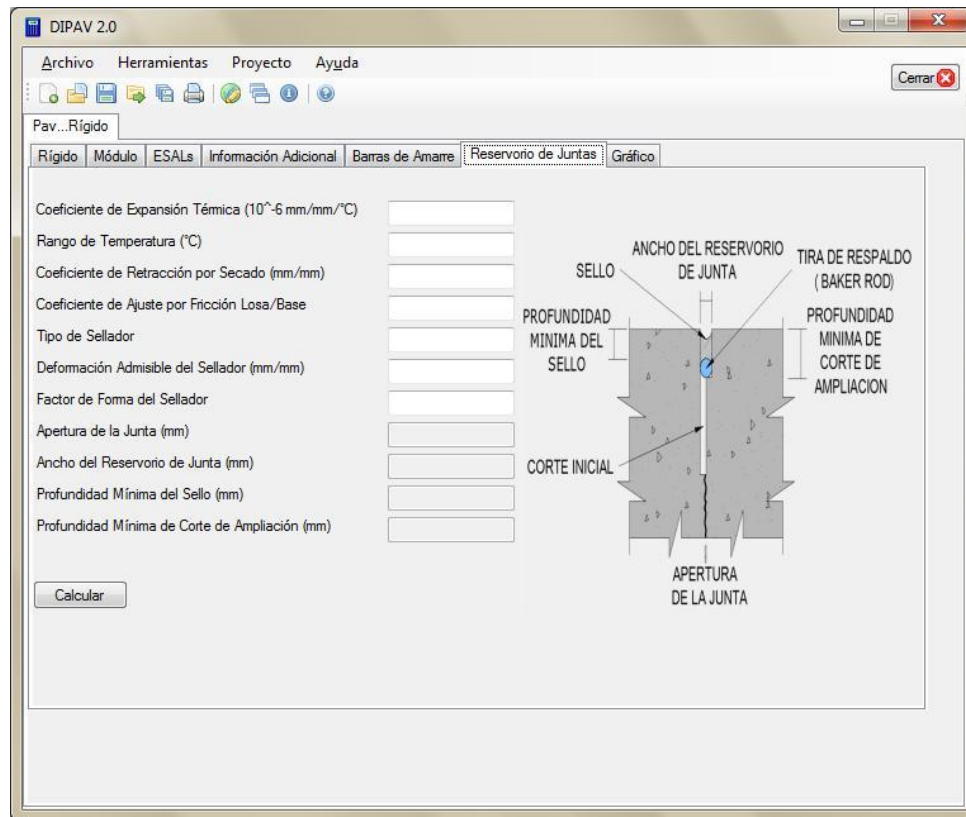 DIPAV 2.0
Archivo Herramientas Proyecto Ayuda
Cerrar
Pav...Rígido
Rígido Módulo ESALs Información Adicional Barras de Amarre Reservorio de Juntas Gráfico
Coeficiente de Expansión Térmica (10^-6 mm/mm/°C)
Rango de Temperatura (°C)
Coeficiente de Retracción por Secado (mm/mm)
Coeficiente de Ajuste por Fricción Losa/Base
Tipo de Sellador
Deformación Admisible del Sellador (mm/mm)
Factor de Forma del Sellador
Apertura de la Junta (mm)
Ancho del Reservorio de Junta (mm)
Profundidad Mínima del Sello (mm)
Profundidad Mínima de Corte de Ampliación (mm)
Calcular
ANCHO DEL RESERVORIO
DE JUNTA
SELLO
TIRA DE RESPALDO
( BAKER ROD)
PROFUNDIDAD
MINIMA DEL
SELLO
PROFUNDIDAD
MINIMA DE
CORTE DE
AMPLIACION
CORTE INICIAL
APERTURA
DE LA JUNTA